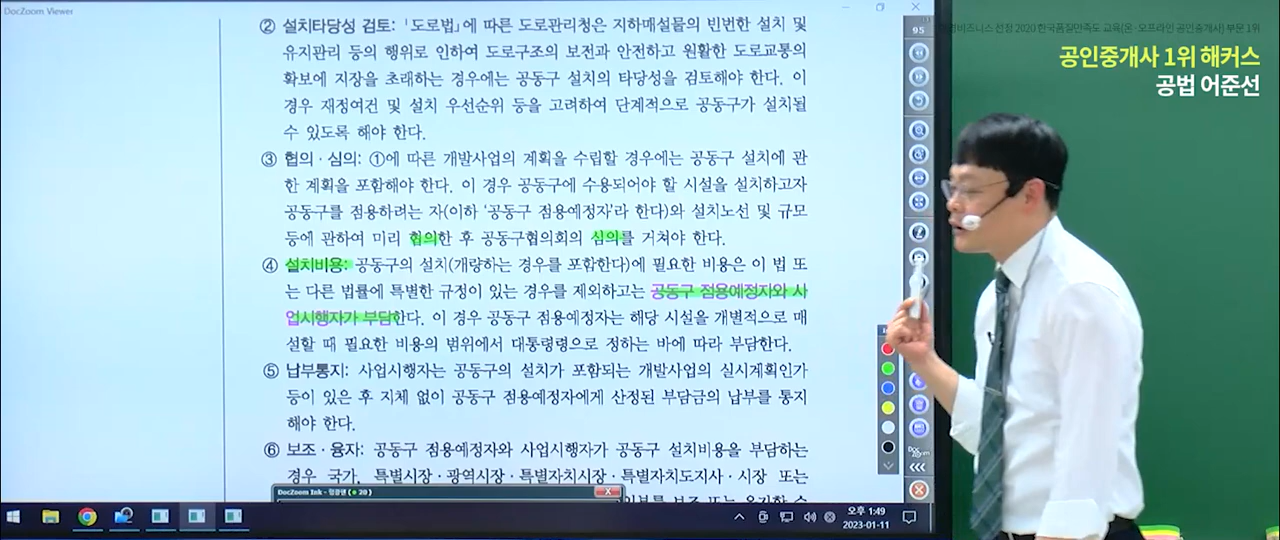 DocZoom Viewer
② 설치타당성 검토: 「도로법」에 따른 도로관리청은 지하매설물의 빈번한 설치 및
유지관리 등의 행위로 인하여 도로구조의 보전과 안전하고 원활한 도로교통의
확보에 지장을 초래하는 경우에는 공동구 설치의 타당성을 검토해야 한다. 이
경우 재정여건 및 설치 우선순위 등을 고려하여 단계적으로 공동구가 설치될
수 있도록 해야 한다.
③ 협의·심의: ①에 따른 개발사업의 계획을 수립할 경우에는 공동구 설치에 관
한 계획을 포함해야 한다. 이 경우 공동구에 수용되어야 할 시설을 설치하고자
공동구를 점용하려는 자(이하 '공동구 점용예정자'라 한다)와 설치노선 및 규모
등에 관하여 미리 협의한 후 공동구협의회의 심의를 거쳐야 한다.
④ 설치비용: 공동구의 설치(개량하는 경우를 포함한다)에 필요한 비용은 이 법 또
는 다른 법률에 특별한 규정이 있는 경우를 제외하고는 공동구 점용예정자와 사
업시행자가 부담한다. 이 경우 공동구 점용예정자는 해당 시설을 개별적으로 매
설할 때 필요한 비용의 범위에서 대통령령으로 정하는 바에 따라 부담한다.
⑤ 납부통지: 사업시행자는 공동구의 설치가 포함되는 개발사업의 실시계획인가
등이 있은 후 지체 없이 공동구 점용예정자에게 산정된 부담금의 납부를 통지
해야 한다.
⑥ 보조·융자: 공동구 점용예정자와 사업시행자가 공동구 설치비용을 부담하는
경우 국가, 특별시장·광역시장·특별자치시장·특별자치도지사·시장 또는
95
선정 2020 한국품질만족도 교육(온·오프라인 공인중개사) 부문 1위
공인중개사 1위 해커스
공법 어준선
오후 1:49
2023-01-11